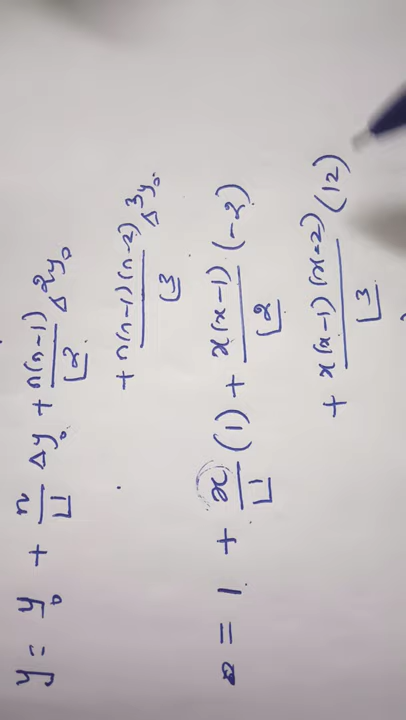 y = y₀ + n/⌊1 Δy₀ + n(n-1)/⌊2 Δ²y₀
+ n(n-1)(n-2)/⌊3 Δ³y₀
= 1 + x/⌊1 (1) + x(x-1)/⌊2 (-2)
+ x(x-1)(x-2)/⌊3 (12)